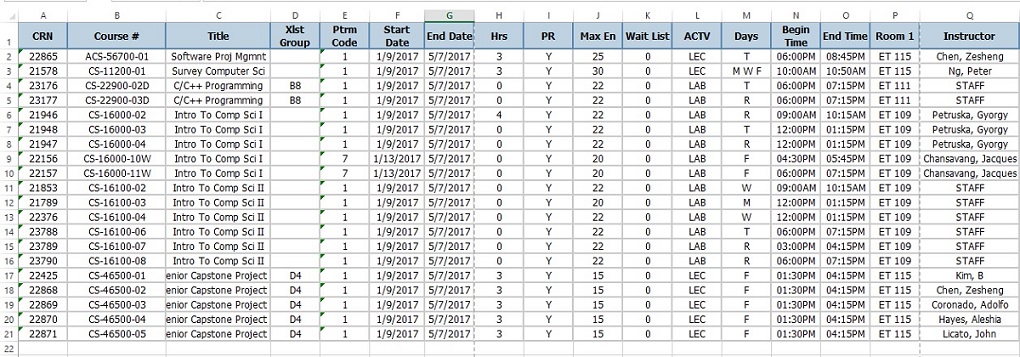 A B C D E F G H I J K L M N O P Q
1 CRN Course # Title Xlst Group Ptrm Code Start Date End Date Hrs PR Max En Wait List ACTV Days Begin Time End Time Room 1 Instructor
2 22865 ACS-56700-01 Software Proj Mgmnt 1 1/9/2017 5/7/2017 3 Y 25 0 LEC T 06:00PM 08:45PM ET 115 Chen, Zesheng
3 21578 CS-11200-01 Survey Computer Sci 1 1/9/2017 5/7/2017 3 Y 30 0 LEC M W F 10:00AM 10:50AM ET 115 Ng, Peter
4 23176 CS-22900-02D C/C++ Programming B8 1 1/9/2017 5/7/2017 0 Y 22 0 LAB T 06:00PM 07:15PM ET 111 STAFF
5 23177 CS-22900-03D C/C++ Programming B8 1 1/9/2017 5/7/2017 0 Y 22 0 LAB R 06:00PM 07:15PM ET 111 STAFF
6 21946 CS-16000-02 Intro To Comp Sci I 1 1/9/2017 5/7/2017 4 Y 22 0 LAB R 09:00AM 10:15AM ET 109 Petruska, Gyorgy
7 21948 CS-16000-03 Intro To Comp Sci I 1 1/9/2017 5/7/2017 0 Y 22 0 LAB T 12:00PM 01:15PM ET 109 Petruska, Gyorgy
8 21947 CS-16000-04 Intro To Comp Sci I 1 1/9/2017 5/7/2017 0 Y 22 0 LAB R 12:00PM 01:15PM ET 109 Petruska, Gyorgy
9 22156 CS-16000-10W Intro To Comp Sci I 7 1/13/2017 5/7/2017 0 Y 20 0 LAB F 04:30PM 05:45PM ET 109 Chansavang, Jacques
10 22157 CS-16000-11W Intro To Comp Sci I 7 1/13/2017 5/7/2017 0 Y 20 0 LAB F 06:00PM 07:15PM ET 109 Chansavang, Jacques
11 21853 CS-16100-02 Intro To Comp Sci II 1 1/9/2017 5/7/2017 0 Y 22 0 LAB W 09:00AM 10:15AM ET 109 STAFF
12 21789 CS-16100-03 Intro To Comp Sci II 1 1/9/2017 5/7/2017 0 Y 20 0 LAB M 12:00PM 01:15PM ET 109 STAFF
13 22376 CS-16100-04 Intro To Comp Sci II 1 1/9/2017 5/7/2017 0 Y 22 0 LAB W 12:00PM 01:15PM ET 109 STAFF
14 23788 CS-16100-06 Intro To Comp Sci II 1 1/9/2017 5/7/2017 0 Y 22 0 LAB T 06:00PM 07:15PM ET 109 STAFF
15 23789 CS-16100-07 Intro To Comp Sci II 1 1/9/2017 5/7/2017 0 Y 22 0 LAB R 03:00PM 04:15PM ET 109 STAFF
16 23790 CS-16100-08 Intro To Comp Sci II 1 1/9/2017 5/7/2017 0 Y 22 0 LAB R 06:00PM 07:15PM ET 109 STAFF
17 22425 CS-46500-01 enior Capstone Project D4 1 1/9/2017 5/7/2017 3 Y 15 0 LEC F 01:30PM 04:15PM ET 115 Kim, B
18 22868 CS-46500-02 enior Capstone Project D4 1 1/9/2017 5/7/2017 3 Y 15 0 LEC F 01:30PM 04:15PM ET 115 Chen, Zesheng
19 22869 CS-46500-03 enior Capstone Project D4 1 1/9/2017 5/7/2017 3 Y 15 0 LEC F 01:30PM 04:15PM ET 115 Coronado, Adolfo
20 22870 CS-46500-04 enior Capstone Project D4 1 1/9/2017 5/7/2017 3 Y 15 0 LEC F 01:30PM 04:15PM ET 115 Hayes, Aleshia
21 22871 CS-46500-05 enior Capstone Project D4 1 1/9/2017 5/7/2017 3 Y 15 0 LEC F 01:30PM 04:15PM ET 115 Licato, John
22